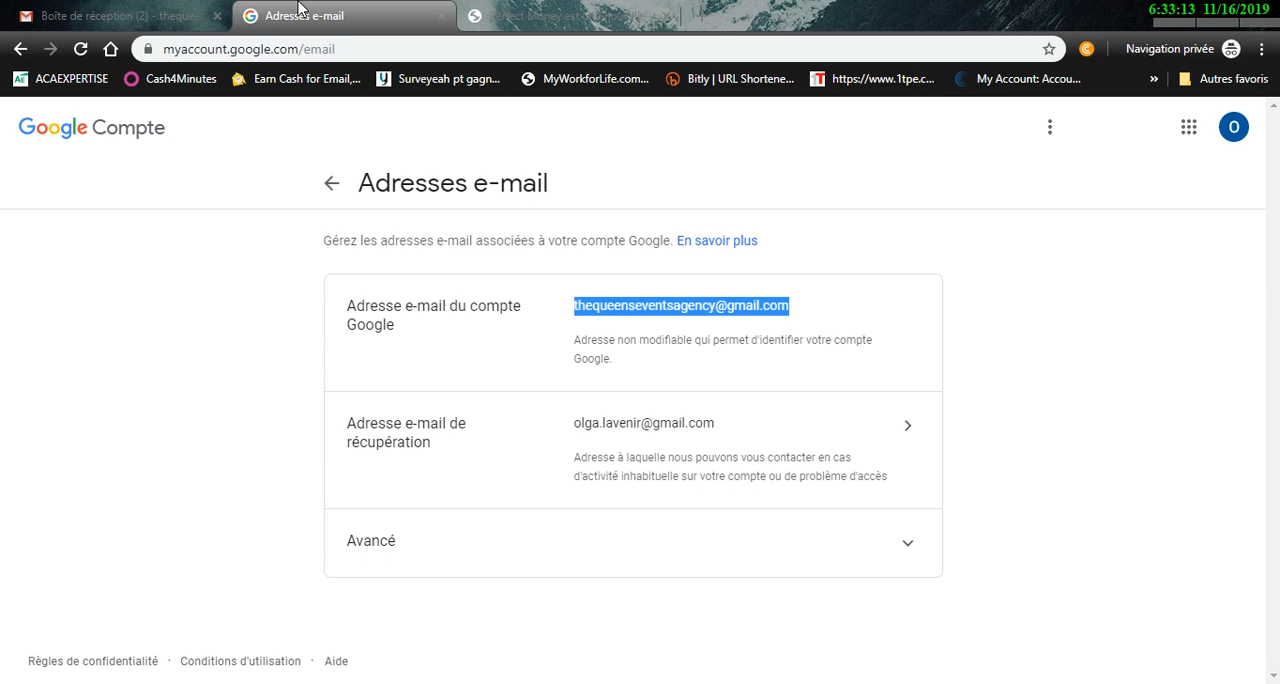 6:33:13 11/16/2019
Boîte de réception (2) - theque
Adresses e-mail
myaccount.google.com/email
Navigation privée
ACAEXPERTISE
Cash4Minutes
Earn Cash for Email,...
Surveyeah pt gagn...
MyWorkforLife.com...
Bitly | URL Shortene...
https://www.1tpe.c...
My Account: Accou...
»
Autres favoris
Google Compte
O
Adresses e-mail
Gérez les adresses e-mail associées à votre compte Google. En savoir plus
Adresse e-mail du compte
Google
thequeenseventsagency@gmail.com
Adresse non modifiable qui permet d'identifier votre compte
Google.
Adresse e-mail de
récupération
olga.lavenir@gmail.com
Adresse à laquelle nous pouvons vous contacter en cas
d'activité inhabituelle sur votre compte ou de problème d'accès
Avancé
Règles de confidentialité · Conditions d'utilisation · Aide